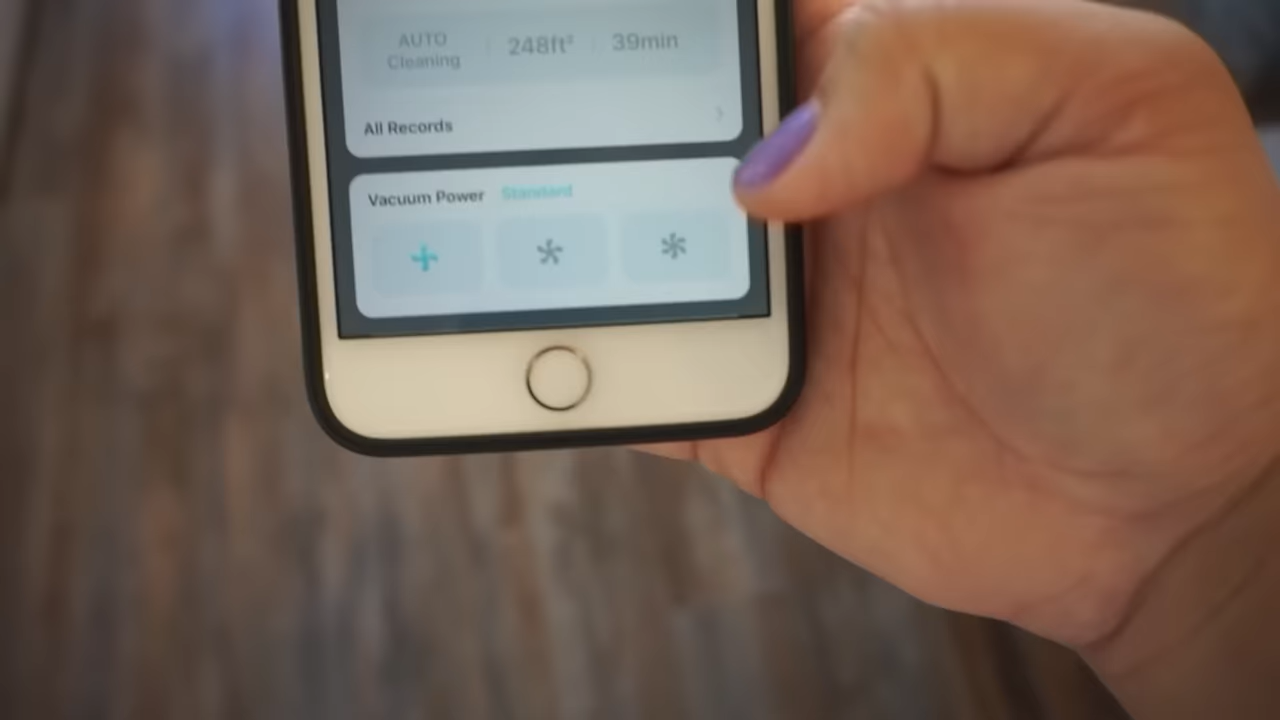 AUTO
Cleaning
248ft²
39min
All Records
Vacuum Power Standard